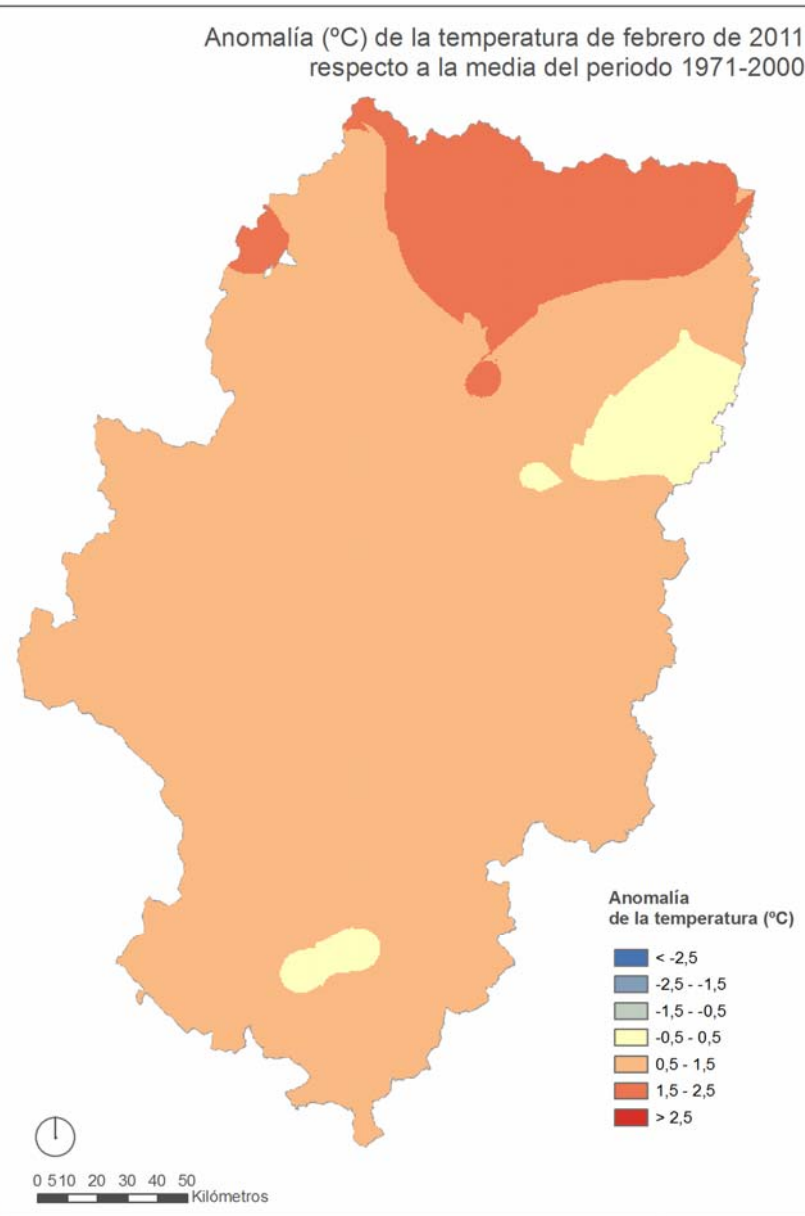 Anomalía (ºC) de la temperatura de febrero de 2011
respecto a la media del periodo 1971-2000
Anomalía
de la temperatura (ºC)
< -2,5
-2,5 - -1,5
-1,5 - -0,5
-0,5 - 0,5
0,5 - 1,5
1,5 - 2,5
> 2,5
0 510 20 30 40 50
Kilómetros